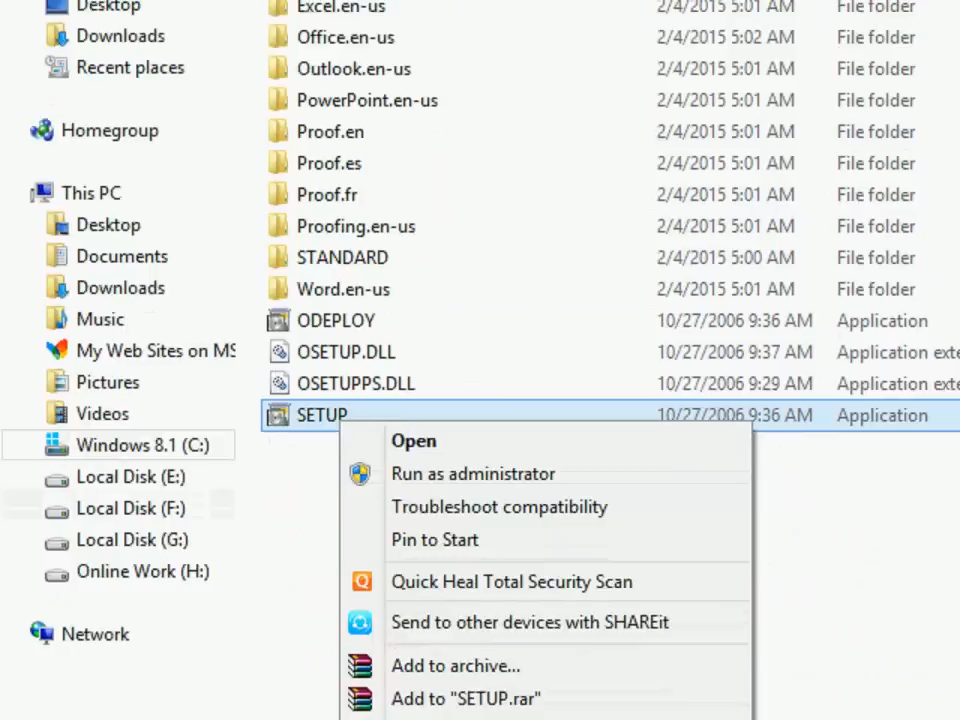 Desktop
Downloads
Recent places
Homegroup
This PC
Desktop
Documents
Downloads
Music
My Web Sites on MS
Pictures
Videos
Windows 8.1 (C:)
Local Disk (E:)
Local Disk (F:)
Local Disk (G:)
Online Work (H:)
Network
Excel.en-us 2/4/2015 5:01 AM File folder
Office.en-us 2/4/2015 5:02 AM File folder
Outlook.en-us 2/4/2015 5:01 AM File folder
PowerPoint.en-us 2/4/2015 5:01 AM File folder
Proof.en 2/4/2015 5:01 AM File folder
Proof.es 2/4/2015 5:01 AM File folder
Proof.fr 2/4/2015 5:01 AM File folder
Proofing.en-us 2/4/2015 5:01 AM File folder
STANDARD 2/4/2015 5:00 AM File folder
Word.en-us 2/4/2015 5:01 AM File folder
ODEPLOY 10/27/2006 9:36 AM Application
OSETUP.DLL 10/27/2006 9:37 AM Application exte
OSETUPPS.DLL 10/27/2006 9:29 AM Application exte
SETUP 10/27/2006 9:36 AM Application
Open
Run as administrator
Troubleshoot compatibility
Pin to Start
Quick Heal Total Security Scan
Send to other devices with SHAREit
Add to archive...
Add to "SETUP.rar"